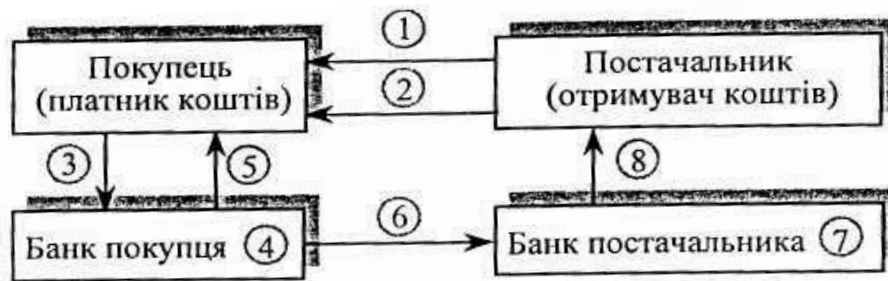 1
Покупець
(платник коштів)
2
Постачальник
(отримувач коштів)
3
5
8
Банк покупця 4
6
Банк постачальника 7